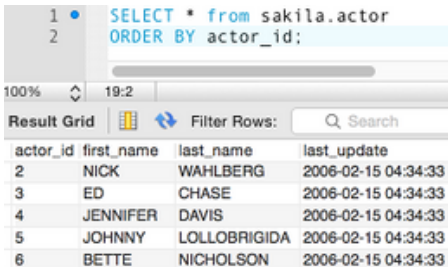 1 SELECT * from sakila.actor
2 ORDER BY actor_id;
100% 19:2
Result Grid Filter Rows: Search
actor_id first_name last_name last_update
2 NICK WAHLBERG 2006-02-15 04:34:33
3 ED CHASE 2006-02-15 04:34:33
4 JENNIFER DAVIS 2006-02-15 04:34:33
5 JOHNNY LOLLOBRIGIDA 2006-02-15 04:34:33
6 BETTE NICHOLSON 2006-02-15 04:34:33